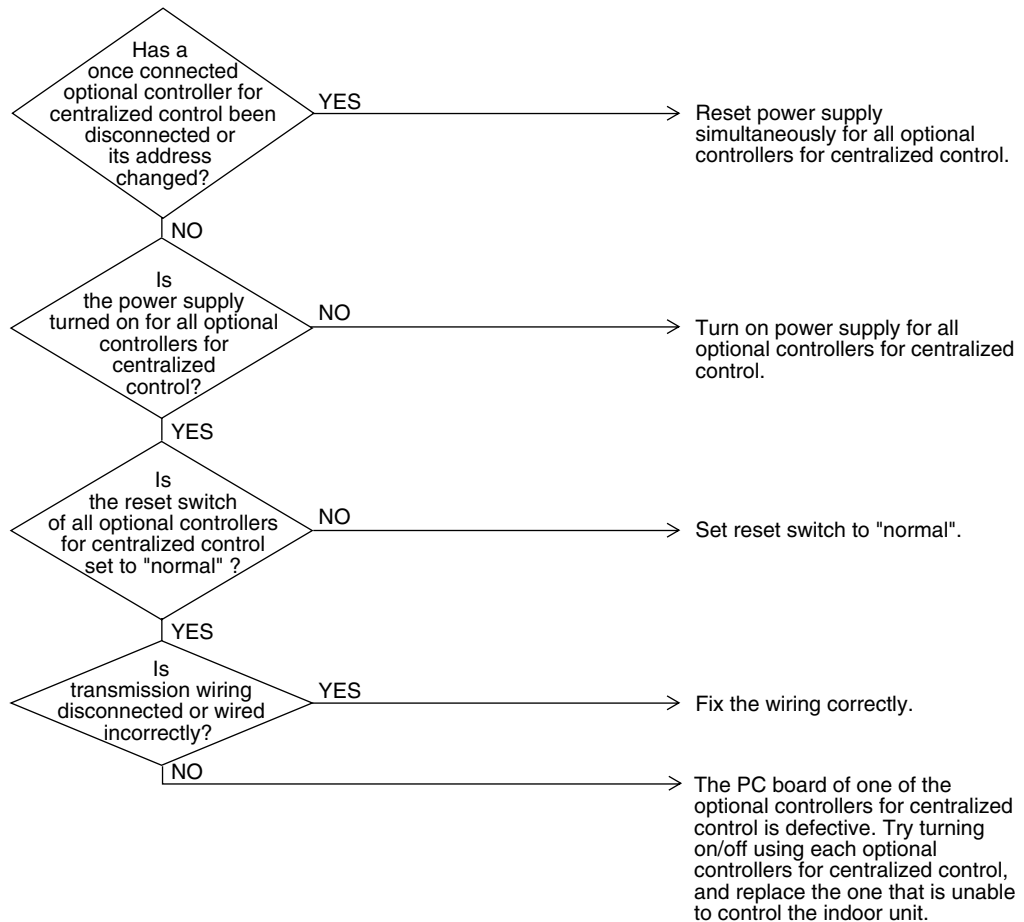 Has a
once connected
optional controller for
centralized control been
disconnected or
its address
changed?
YES
Reset power supply
simultaneously for all optional
controllers for centralized control.
NO
Is
the power supply
turned on for all optional
controllers for
centralized
control?
NO
Turn on power supply for all
optional controllers for centralized
control.
YES
Is
the reset switch
of all optional controllers
for centralized control
set to "normal" ?
NO
Set reset switch to "normal".
YES
Is
transmission wiring
disconnected or wired
incorrectly?
YES
Fix the wiring correctly.
NO
The PC board of one of the
optional controllers for centralized
control is defective. Try turning
on/off using each optional
controllers for centralized control,
and replace the one that is unable
to control the indoor unit.